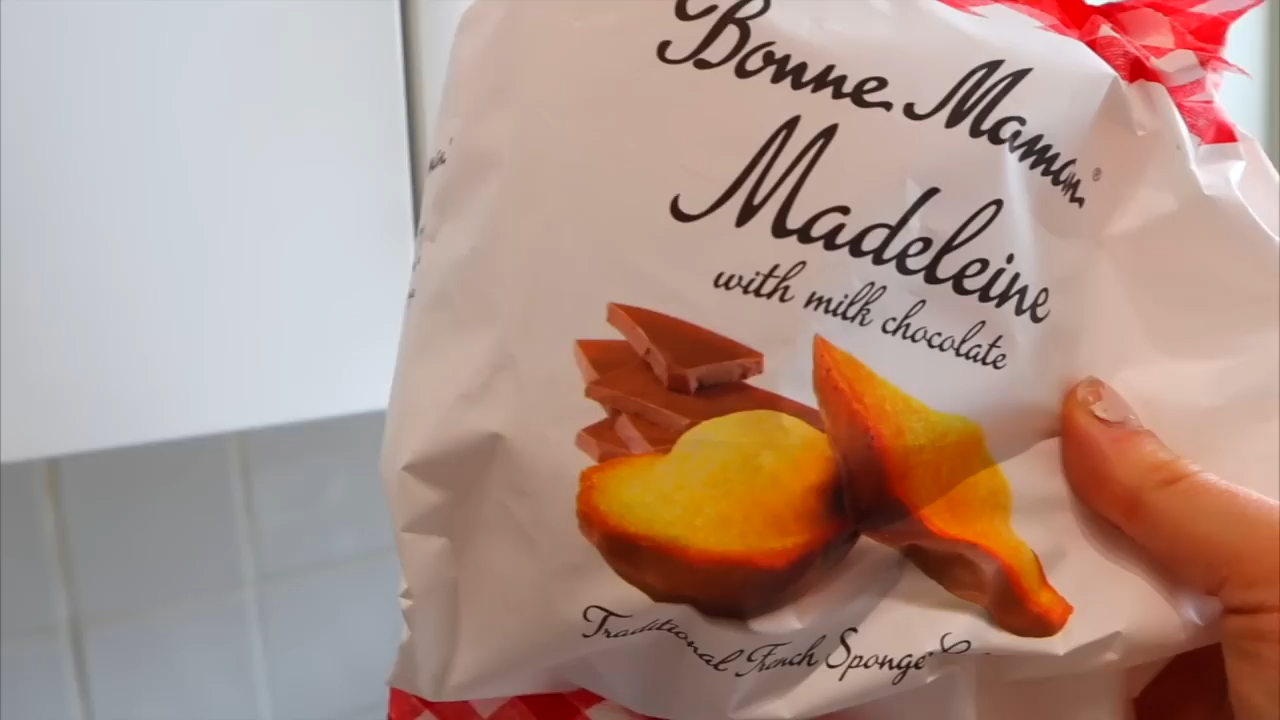 Bonne Maman®
Madeleine
with milk chocolate
Traditional French Sponge